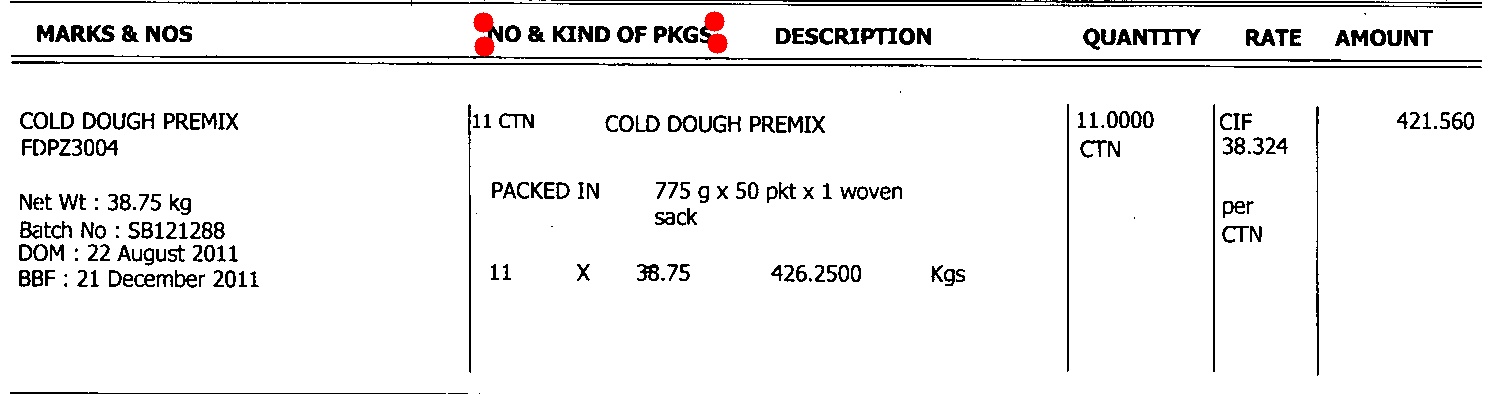 MARKS & NOS NO & KIND OF PKGS DESCRIPTION QUANTITY RATE AMOUNT
COLD DOUGH PREMIX 11 CTN COLD DOUGH PREMIX 11.0000 CIF 421.560
FDPZ3004 CTN 38.324
PACKED IN 775 g x 50 pkt x 1 woven
Net Wt : 38.75 kg sack per
Batch No : SB121288 CTN
DOM : 22 August 2011
BBF : 21 December 2011 11 X 38.75 426.2500 Kgs